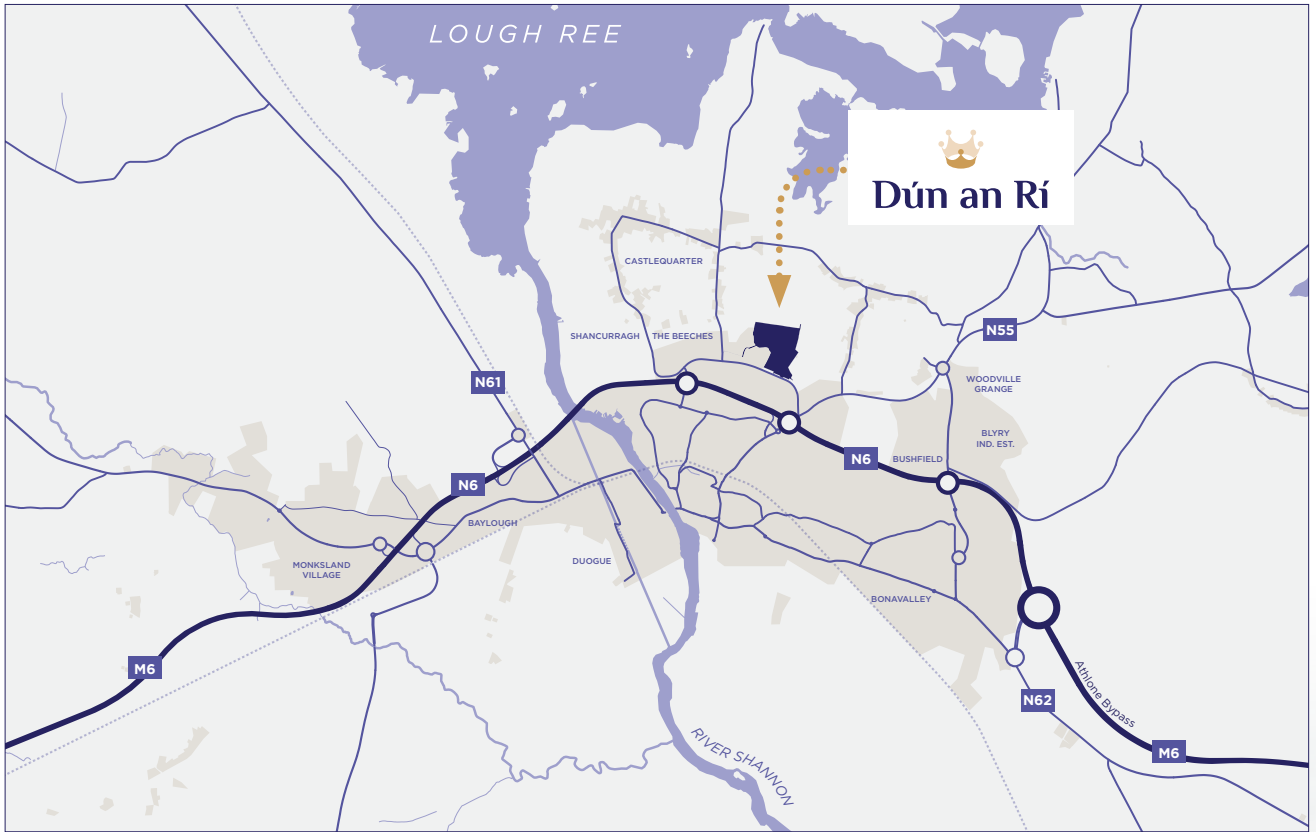 LOUGH REE
Dún an Rí
CASTLEQUARTER
SHANCURRAGH
THE BEECHES
N55
N61
WOODVILLE
GRANGE
BLYRY
IND. EST.
N6
BUSHFIELD
N6
BAYLOUGH
DUOGUE
MONKSLAND
VILLAGE
BONAVALLEY
M6
Athlone Bypass
N62
RIVER SHANNON
M6